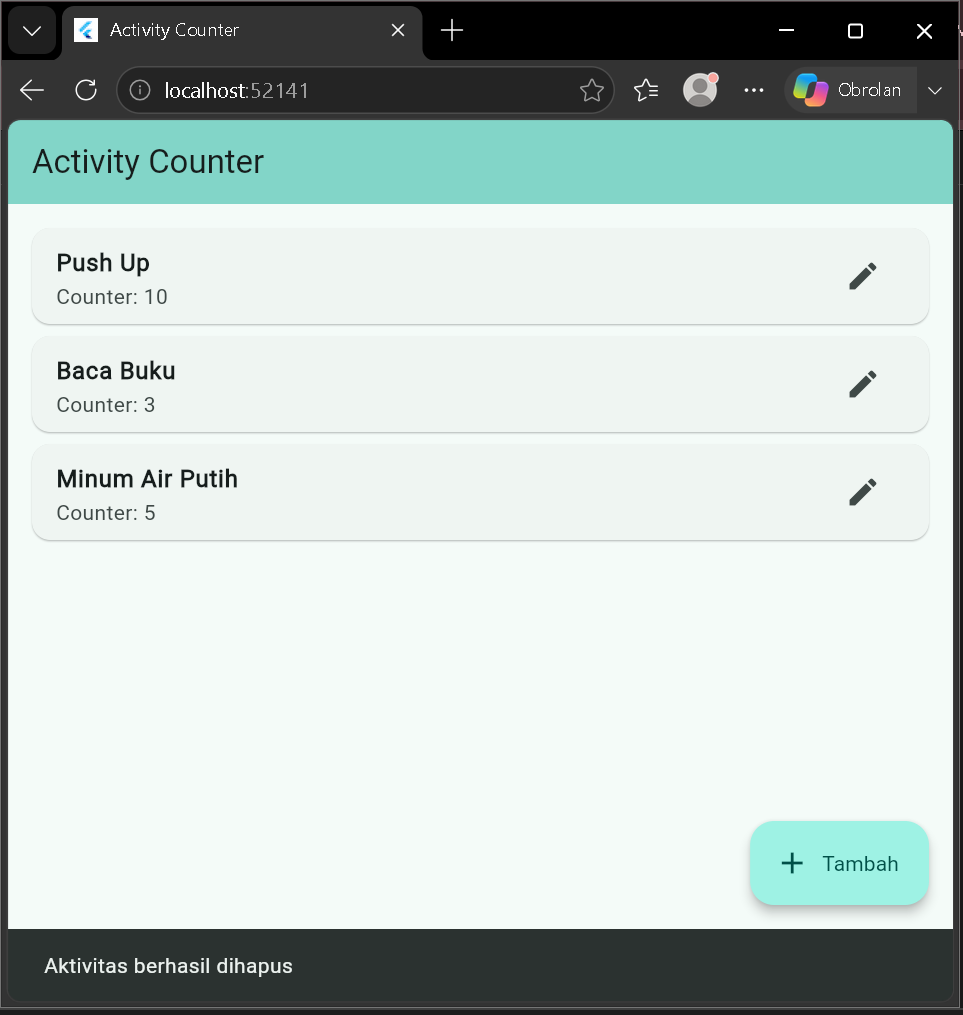 Activity Counter
localhost:52141
Obrolan
Activity Counter
Push Up
Counter: 10
Baca Buku
Counter: 3
Minum Air Putih
Counter: 5
Tambah
Aktivitas berhasil dihapus